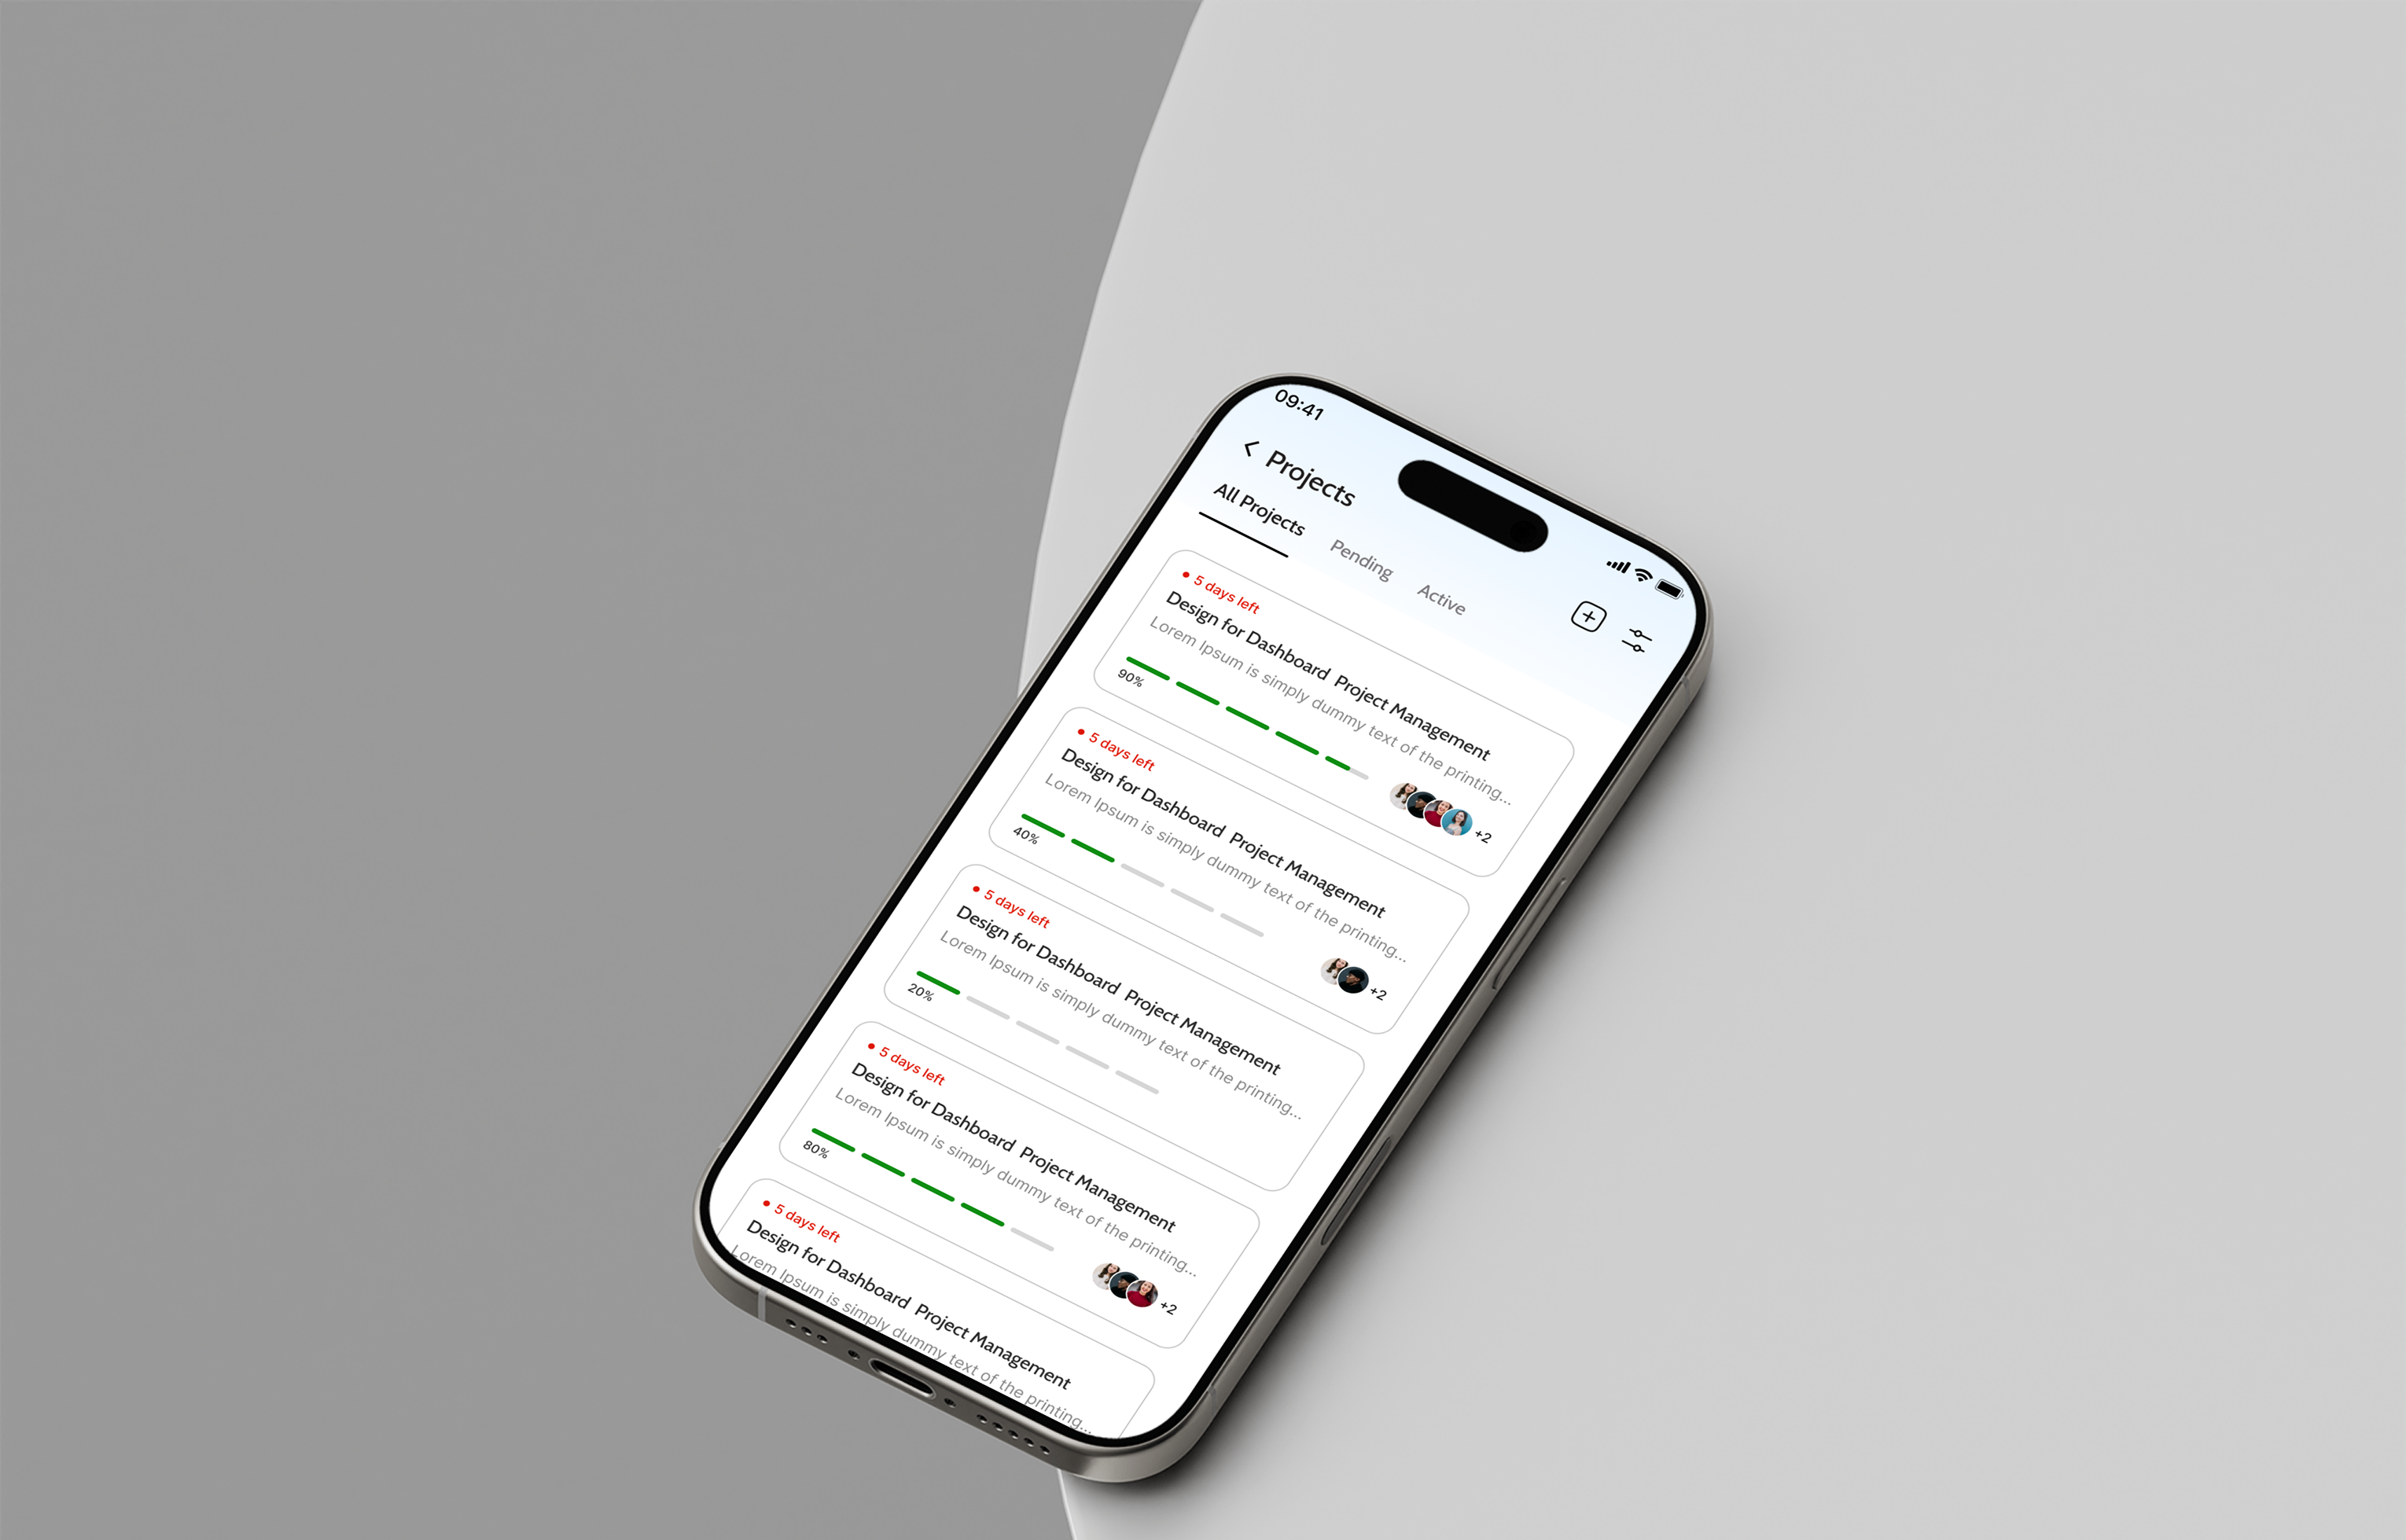 09:41
Projects
All Projects
Pending
Active
5 days left
Design for Dashboard Project Management
Lorem Ipsum is simply dummy text of the printing...
90%
+2
5 days left
Design for Dashboard Project Management
Lorem Ipsum is simply dummy text of the printing...
40%
+2
5 days left
Design for Dashboard Project Management
Lorem Ipsum is simply dummy text of the printing...
20%
5 days left
Design for Dashboard Project Management
Lorem Ipsum is simply dummy text of the printing...
80%
+2
5 days left
Design for Dashboard Project Management
Lorem Ipsum is simply dummy text of the printing...